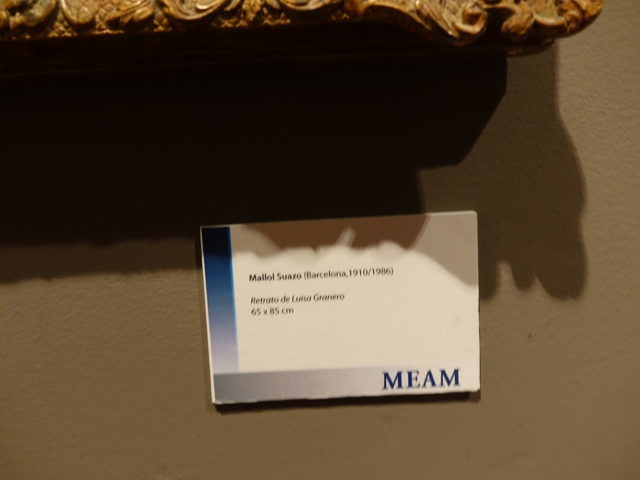 Mallol Suazo (Barcelona,1910/1986)
Retrato de Luisa Granero
65 x 85 cm
MEAM